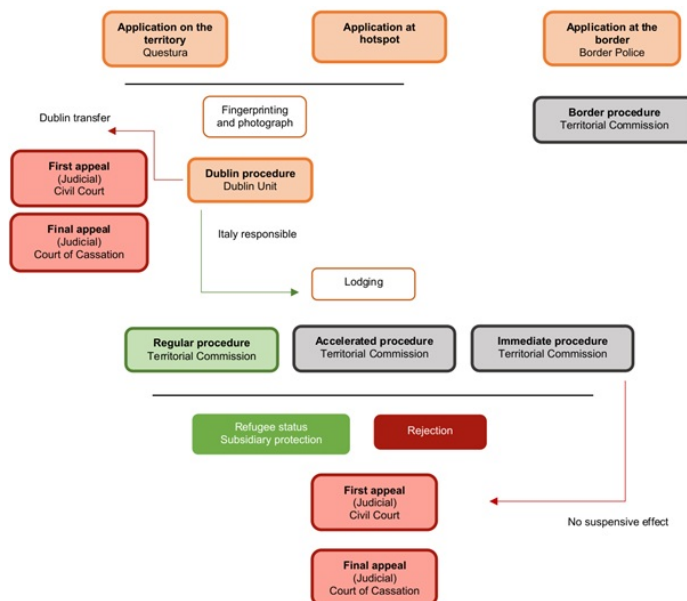 Application on the
territory
Questura
Application at
hotspot
Application at the
border
Border Police
Fingerprinting
and photograph
Border procedure
Territorial Commission
Dublin transfer
First appeal
(Judicial)
Civil Court
Dublin procedure
Dublin Unit
Final appeal
(Judicial)
Court of Cassation
Italy responsible
Lodging
Regular procedure
Territorial Commission
Accelerated procedure
Territorial Commission
Immediate procedure
Territorial Commission
Refugee status
Subsidiary protection
Rejection
First appeal
(Judicial)
Civil Court
No suspensive effect
Final appeal
(Judicial)
Court of Cassation